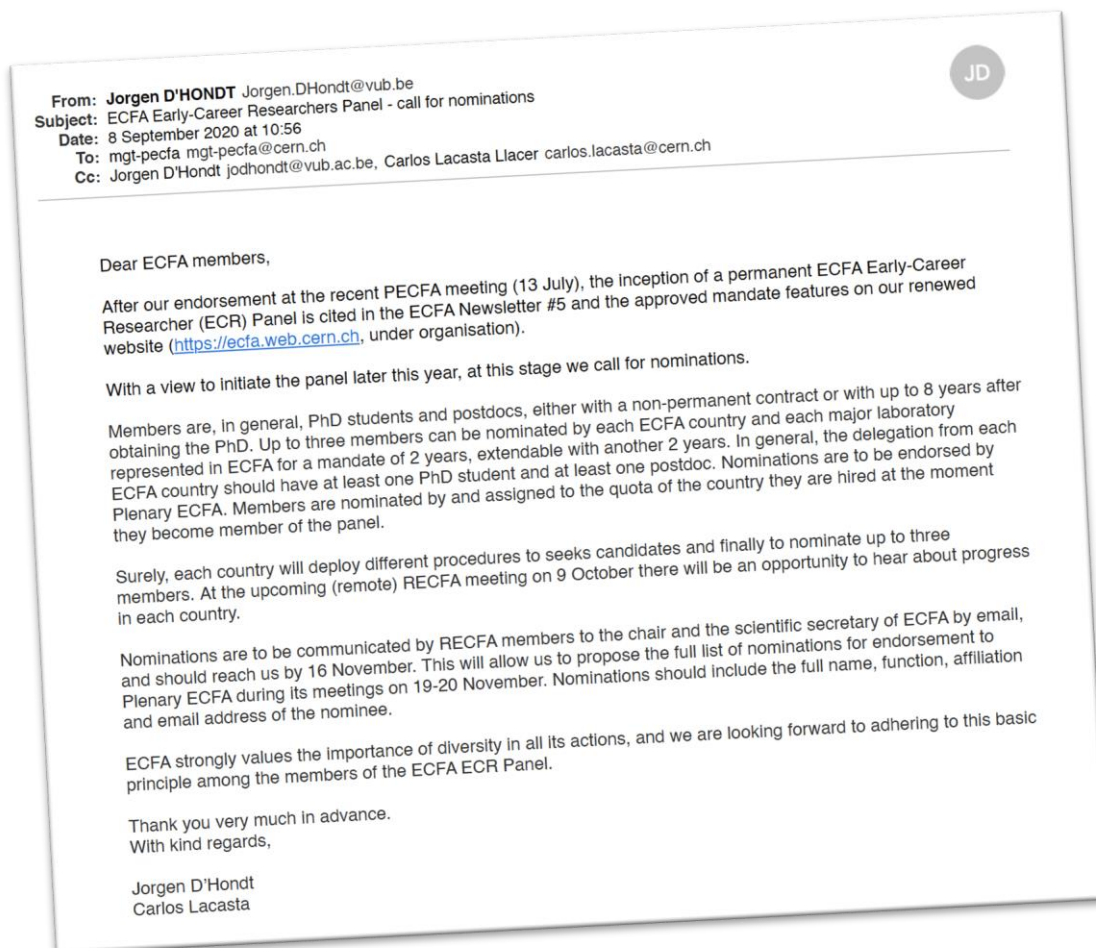 JD
From: Jorgen D'HONDT Jorgen.DHondt@vub.be
Subject: ECFA Early-Career Researchers Panel - call for nominations
Date: 8 September 2020 at 10:56
To: mgt-pecfa mgt-pecfa@cern.ch
Cc: Jorgen D'Hondt jodhondt@vub.ac.be, Carlos Lacasta Llacer carlos.lacasta@cern.ch
Dear ECFA members,
After our endorsement at the recent PECFA meeting (13 July), the inception of a permanent ECFA Early-Career
Researcher (ECR) Panel is cited in the ECFA Newsletter #5 and the approved mandate features on our renewed
website (https://ecfa.web.cern.ch, under organisation).
With a view to initiate the panel later this year, at this stage we call for nominations.
Members are, in general, PhD students and postdocs, either with a non-permanent contract or with up to 8 years after
obtaining the PhD. Up to three members can be nominated by each ECFA country and each major laboratory
represented in ECFA for a mandate of 2 years, extendable with another 2 years. In general, the delegation from each
ECFA country should have at least one PhD student and at least one postdoc. Nominations are to be endorsed by
Plenary ECFA. Members are nominated by and assigned to the quota of the country they are hired at the moment
they become member of the panel.
Surely, each country will deploy different procedures to seeks candidates and finally to nominate up to three
members. At the upcoming (remote) RECFA meeting on 9 October there will be an opportunity to hear about progress
in each country.
Nominations are to be communicated by RECFA members to the chair and the scientific secretary of ECFA by email,
and should reach us by 16 November. This will allow us to propose the full list of nominations for endorsement to
Plenary ECFA during its meetings on 19-20 November. Nominations should include the full name, function, affiliation
and email address of the nominee.
ECFA strongly values the importance of diversity in all its actions, and we are looking forward to adhering to this basic
principle among the members of the ECFA ECR Panel.
Thank you very much in advance.
With kind regards,
Jorgen D'Hondt
Carlos Lacasta